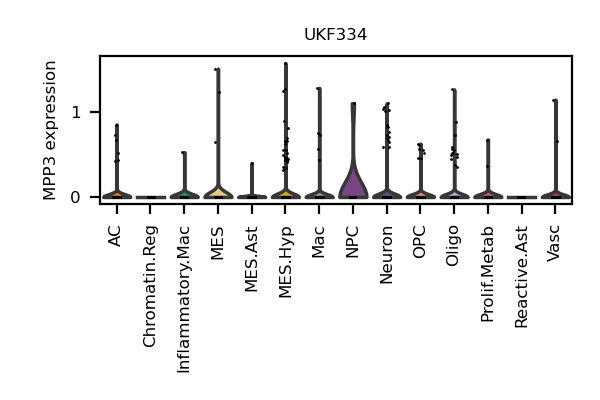 UKF334
MPP3 expression
1
0
AC
Chromatin.Reg
Inflammatory.Mac
MES
MES.Ast
MES.Hyp
Mac
NPC
Neuron
OPC
Oligo
Prolif.Metab
Reactive.Ast
Vasc